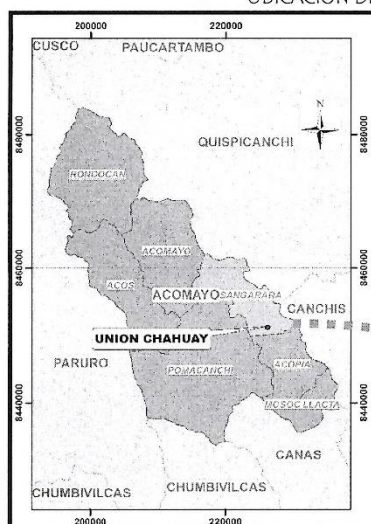 UBICACIÓN DE
200000 220000
CUSCO PAUCARTAMBO
N
8480000 8480000
QUISPICANCHI
RONDOCAN
ACOMAYO
8460000 8460000
ACOS
ACOMAYO SANGARARA
CANCHIS
UNION CHAHUAY
PARURO
POMACANCHI ACOPIA
MOSOC LLACTA
8440000 8440000
CANAS
CHUMBIVILCAS CHUMBIVILCAS
200000 220000